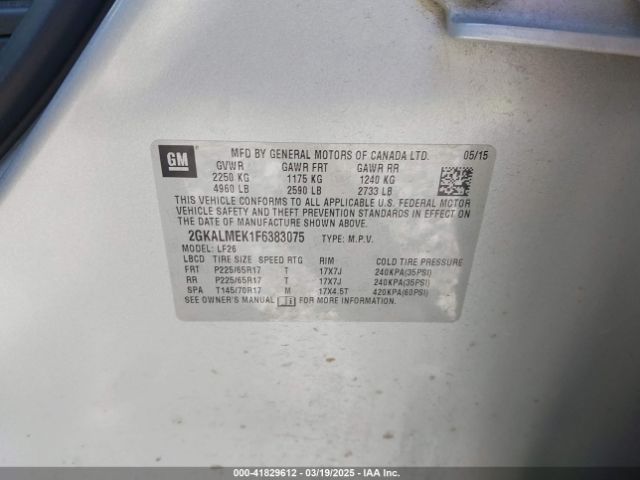 GM
MFD BY GENERAL MOTORS OF CANADA LTD. 05/15
GVWR GAWR FRT GAWR RR
2250 KG 1175 KG 1240 KG
4960 LB 2590 LB 2733 LB
THIS VEHICLE CONFORMS TO ALL APPLICABLE U.S. FEDERAL MOTOR
VEHICLE SAFETY AND THEFT PREVENTION STANDARDS IN EFFECT ON
THE DATE OF MANUFACTURE SHOWN ABOVE.
2GKALMEK1F6383075 TYPE: M.P.V.
MODEL: LF26
LBCD TIRE SIZE SPEED RTG RIM COLD TIRE PRESSURE
FRT P225/65R17 T 17X7J 240KPA(35PSI)
RR P225/65R17 T 17X7J 240KPA(35PSI)
SPA T145/70R17 M 17X4.5T 420KPA(60PSI)
SEE OWNER'S MANUAL FOR MORE INFORMATION.
000-41829612 - 03/19/2025 - IAA Inc.